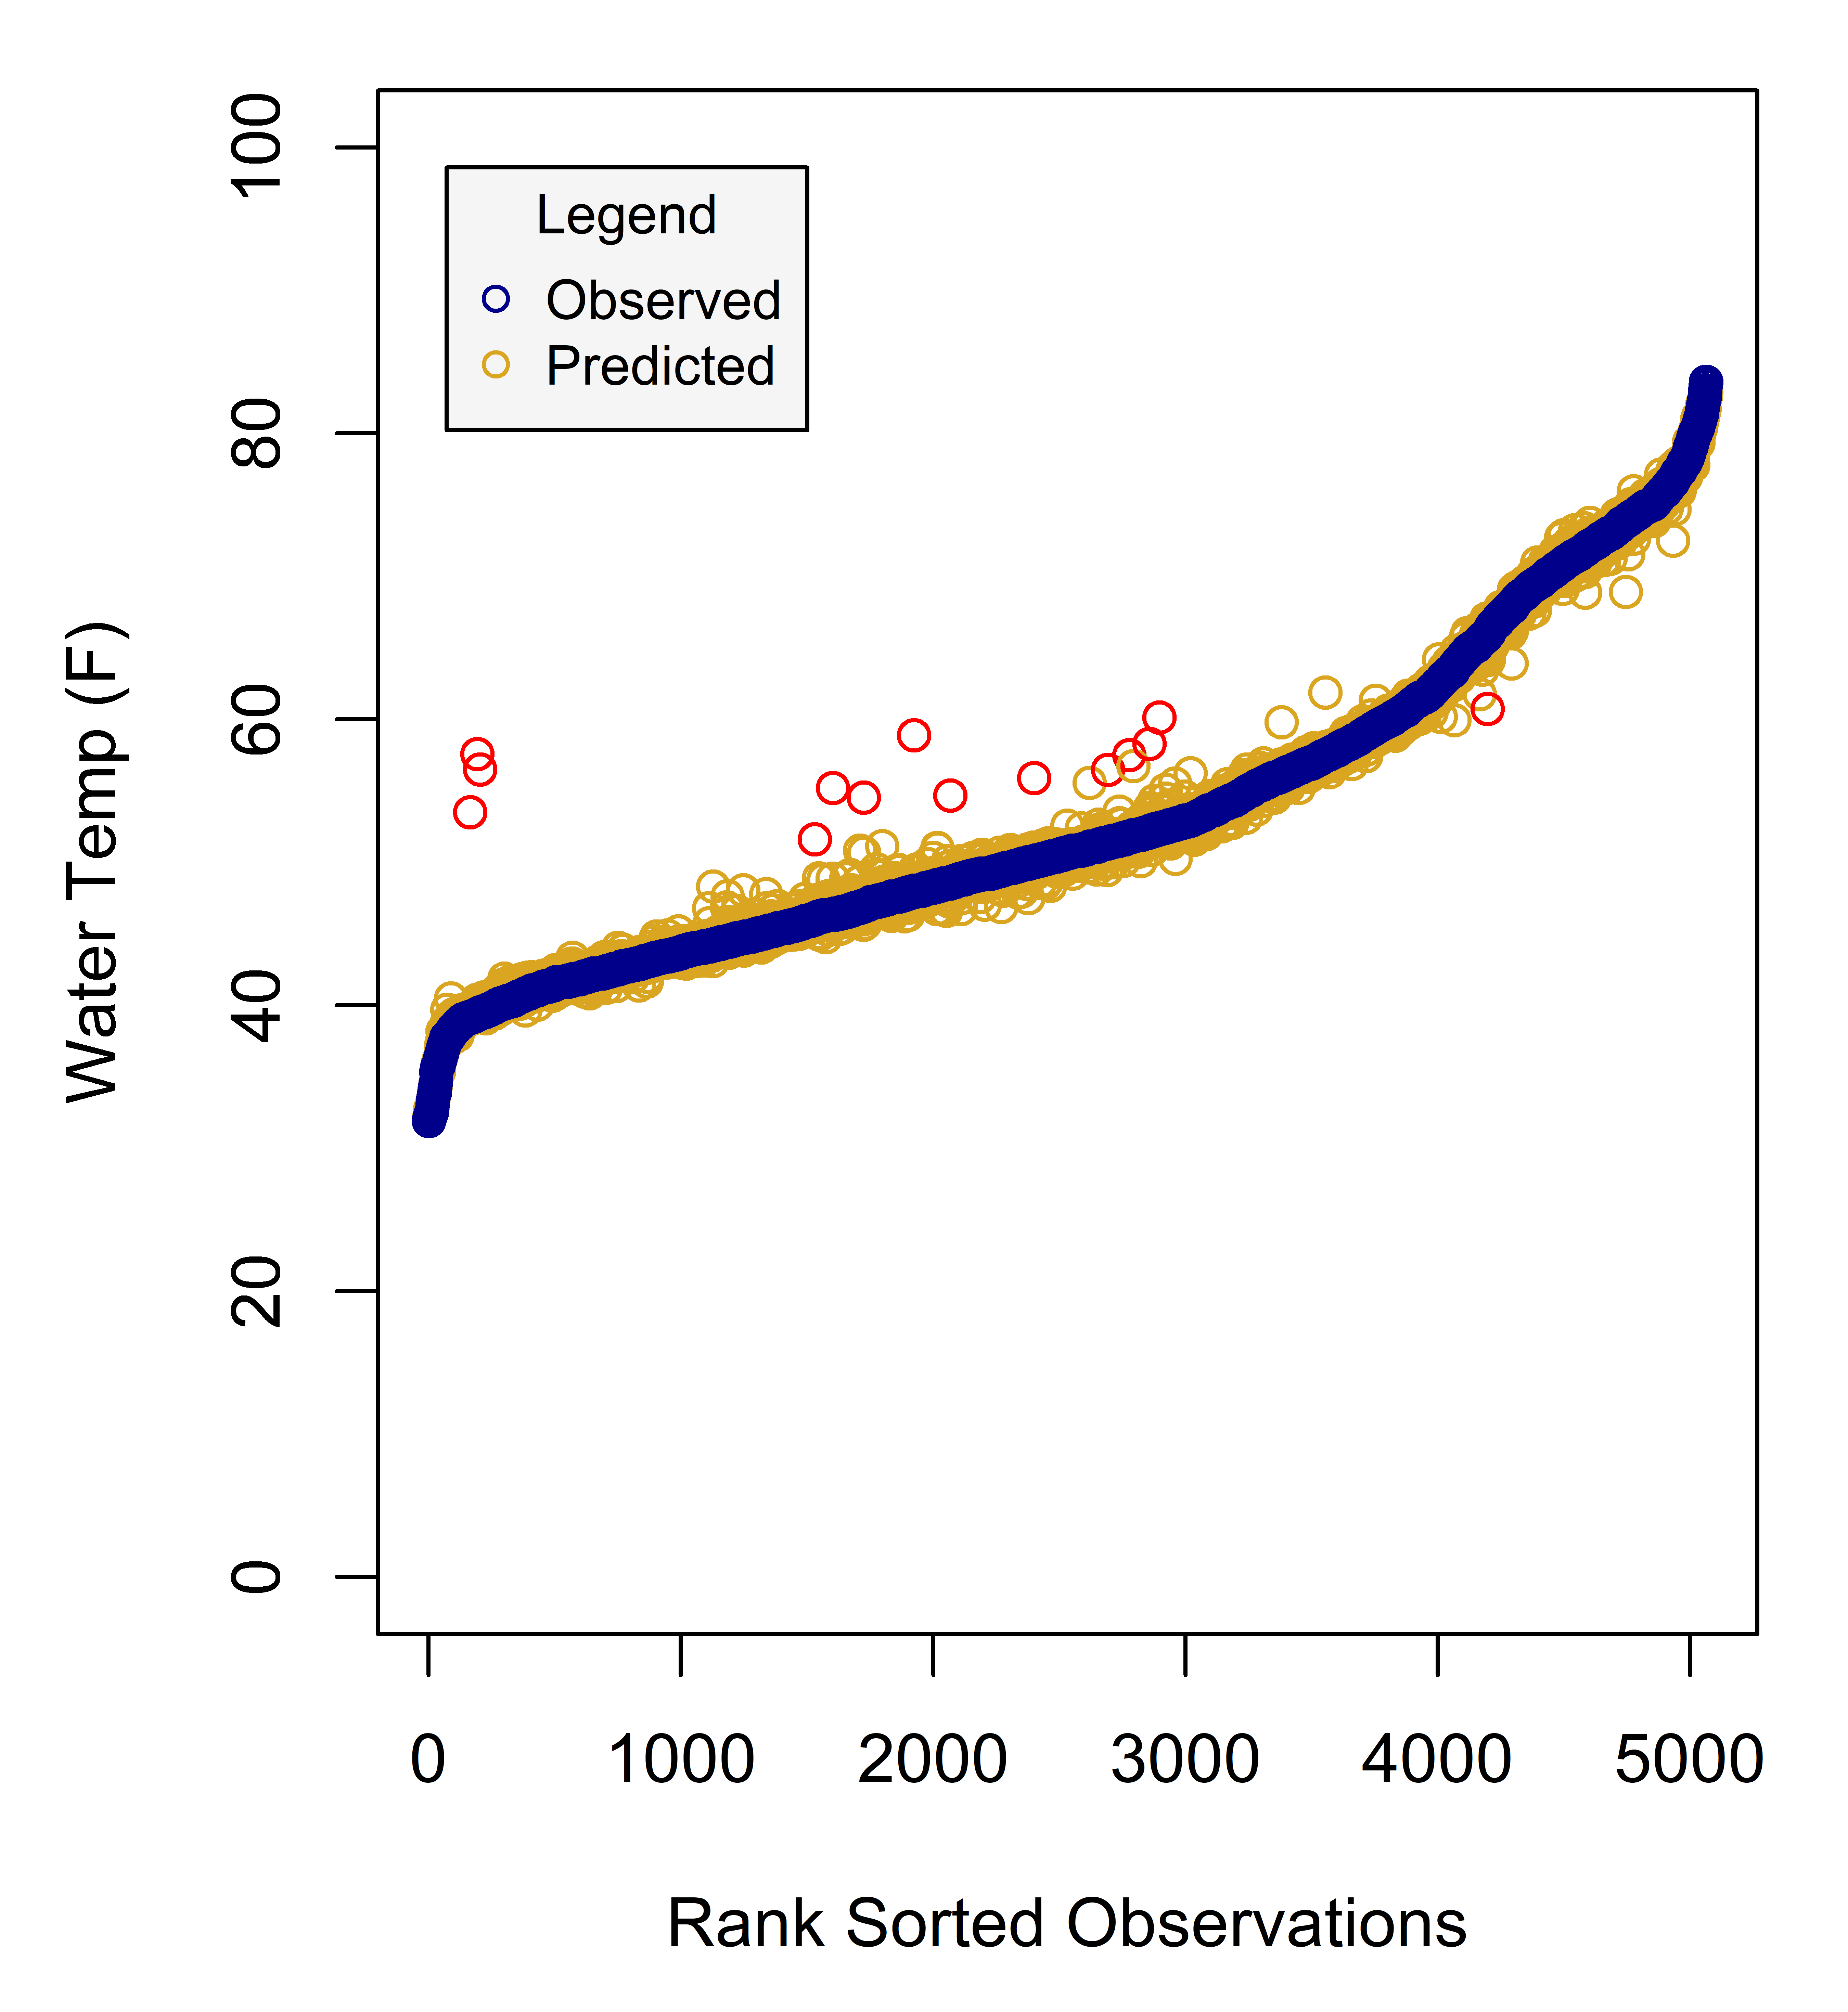 Legend
Observed
Predicted
Water Temp (F)
100
80
60
40
20
0
0 1000 2000 3000 4000 5000
Rank Sorted Observations